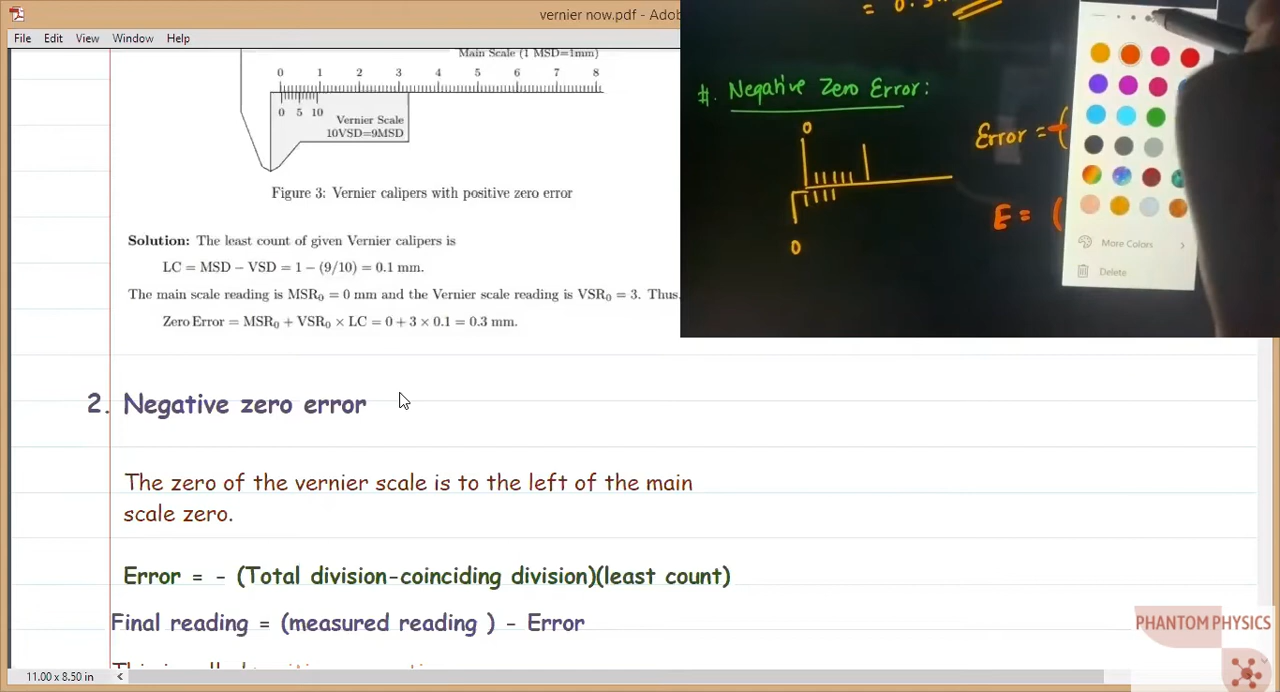 vernier now.pdf - Adob
File Edit View Window Help
Main Scale (1 MSD=1mm)
0 1 2 3 4 5 6 7 8
0 5 10
Vernier Scale
10VSD=9MSD
Figure 3: Vernier calipers with positive zero error
Solution: The least count of given Vernier calipers is
LC = MSD − VSD = 1 − (9/10) = 0.1 mm.
The main scale reading is MSR₀ = 0 mm and the Vernier scale reading is VSR₀ = 3. Thus,
Zero Error = MSR₀ + VSR₀ × LC = 0 + 3 × 0.1 = 0.3 mm.
#. Negative Zero Error:
0
Error = -(
E = (
0
More Colors
Delete
2. Negative zero error
The zero of the vernier scale is to the left of the main
scale zero.
Error = - (Total division-coinciding division)(least count)
Final reading = (measured reading ) - Error
PHANTOM PHYSICS
11.00 x 8.50 in